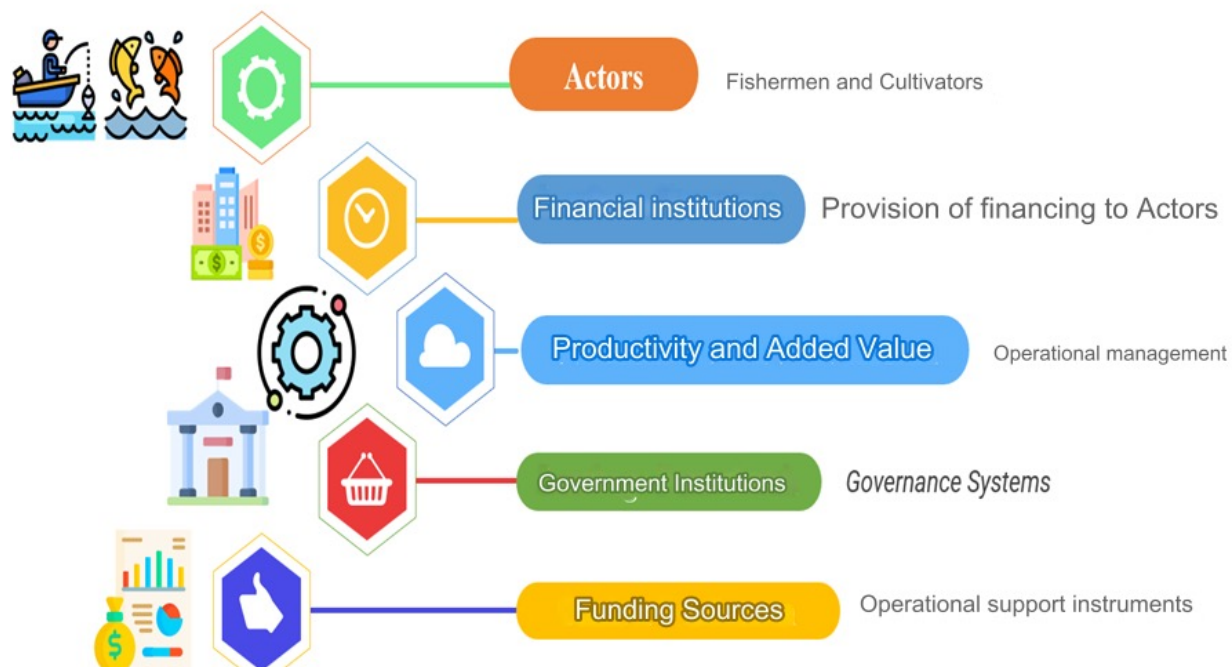 Actors
Fishermen and Cultivators
Financial institutions
Provision of financing to Actors
Productivity and Added Value
Operational management
Government Institutions
Governance Systems
Funding Sources
Operational support instruments